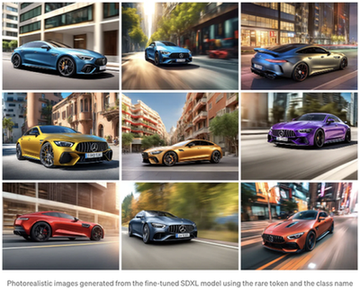 Photorealistic images generated from the fine-tuned SDXL model using the rare token and the class name